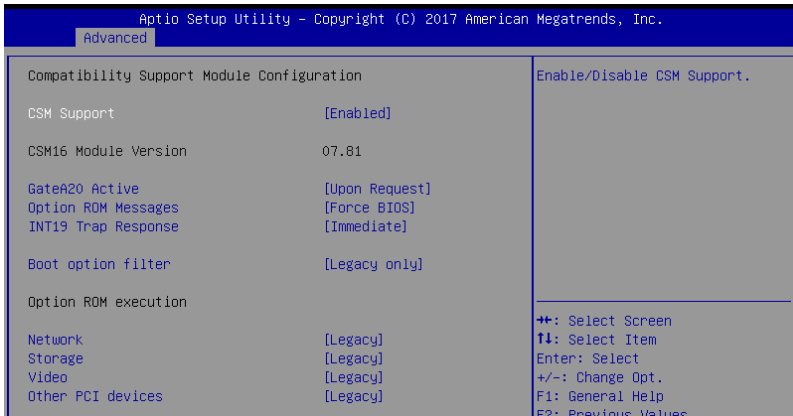 Aptio Setup Utility – Copyright (C) 2017 American Megatrends, Inc.
Advanced
Compatibility Support Module Configuration
CSM Support [Enabled]
CSM16 Module Version 07.81
GateA20 Active [Upon Request]
Option ROM Messages [Force BIOS]
INT19 Trap Response [Immediate]
Boot option filter [Legacy only]
Option ROM execution
Network [Legacy]
Storage [Legacy]
Video [Legacy]
Other PCI devices [Legacy]
Enable/Disable CSM Support.
→←: Select Screen
↑↓: Select Item
Enter: Select
+/-: Change Opt.
F1: General Help
F2: Previous Values